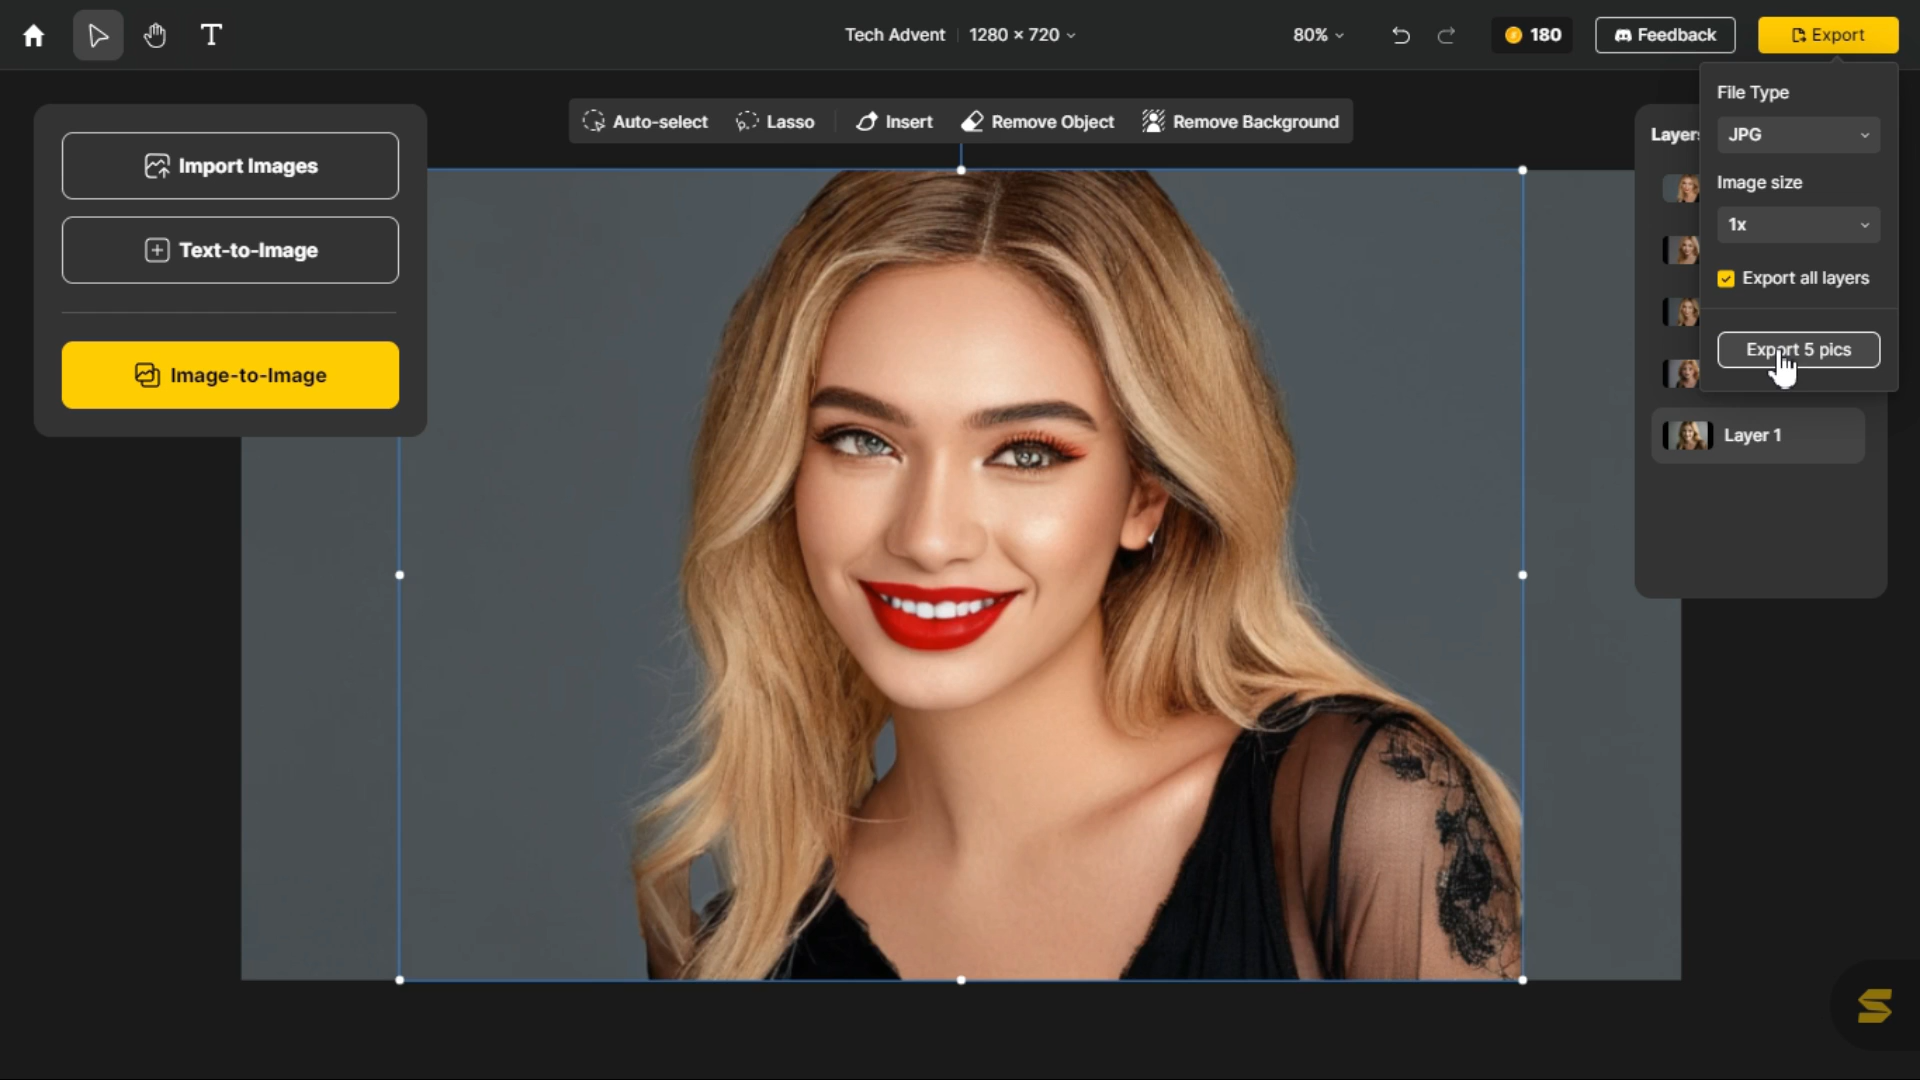 Tech Advent
1280 × 720
80%
180
Feedback
Export
Import Images
Text-to-Image
Image-to-Image
Auto-select
Lasso
Insert
Remove Object
Remove Background
Layers
Layer 1
File Type
JPG
Image size
1x
Export all layers
Export 5 pics